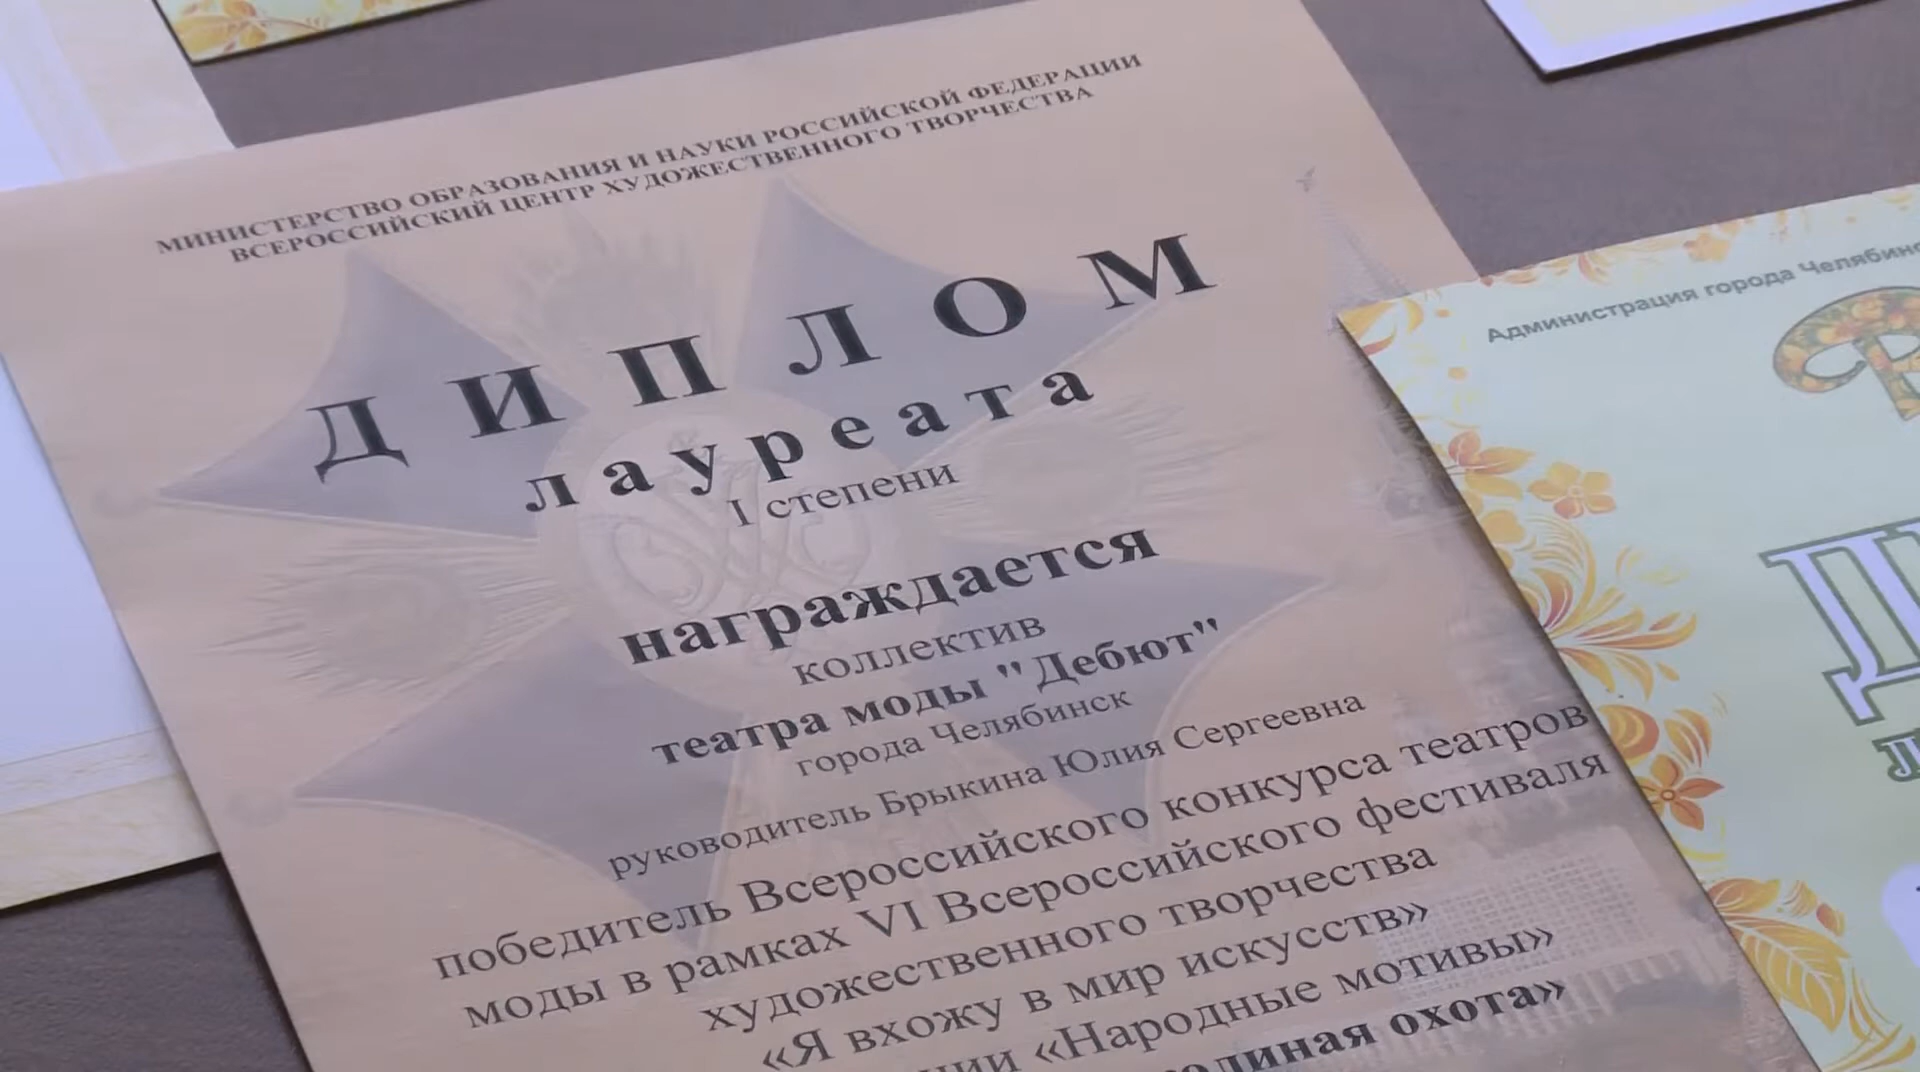 МИНИСТЕРСТВО ОБРАЗОВАНИЯ И НАУКИ РОССИЙСКОЙ ФЕДЕРАЦИИ
ВСЕРОССИЙСКИЙ ЦЕНТР ХУДОЖЕСТВЕННОГО ТВОРЧЕСТВА
ДИПЛОМ
лауреата
I степени
награждается
коллектив
театра моды "Дебют"
города Челябинск
руководитель Брыкина Юлия Сергеевна
победитель Всероссийского конкурса театров
моды в рамках VI Всероссийского фестиваля
художественного творчества
«Я вхожу в мир искусств»
«Народные мотивы»
охота»
Администрация города